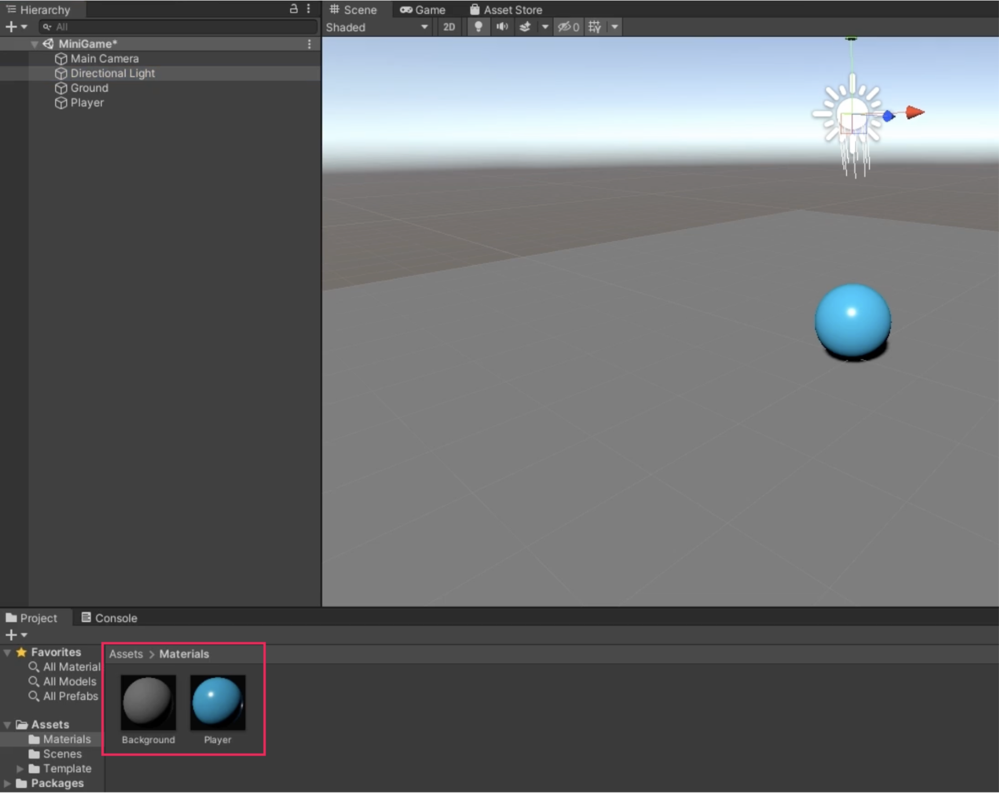 Hierarchy
All
MiniGame*
Main Camera
Directional Light
Ground
Player
Scene
Game
Asset Store
Shaded
2D
0
Project
Console
Favorites
All Material
All Models
All Prefabs
Assets
Materials
Scenes
Template
Packages
Assets > Materials
Background
Player